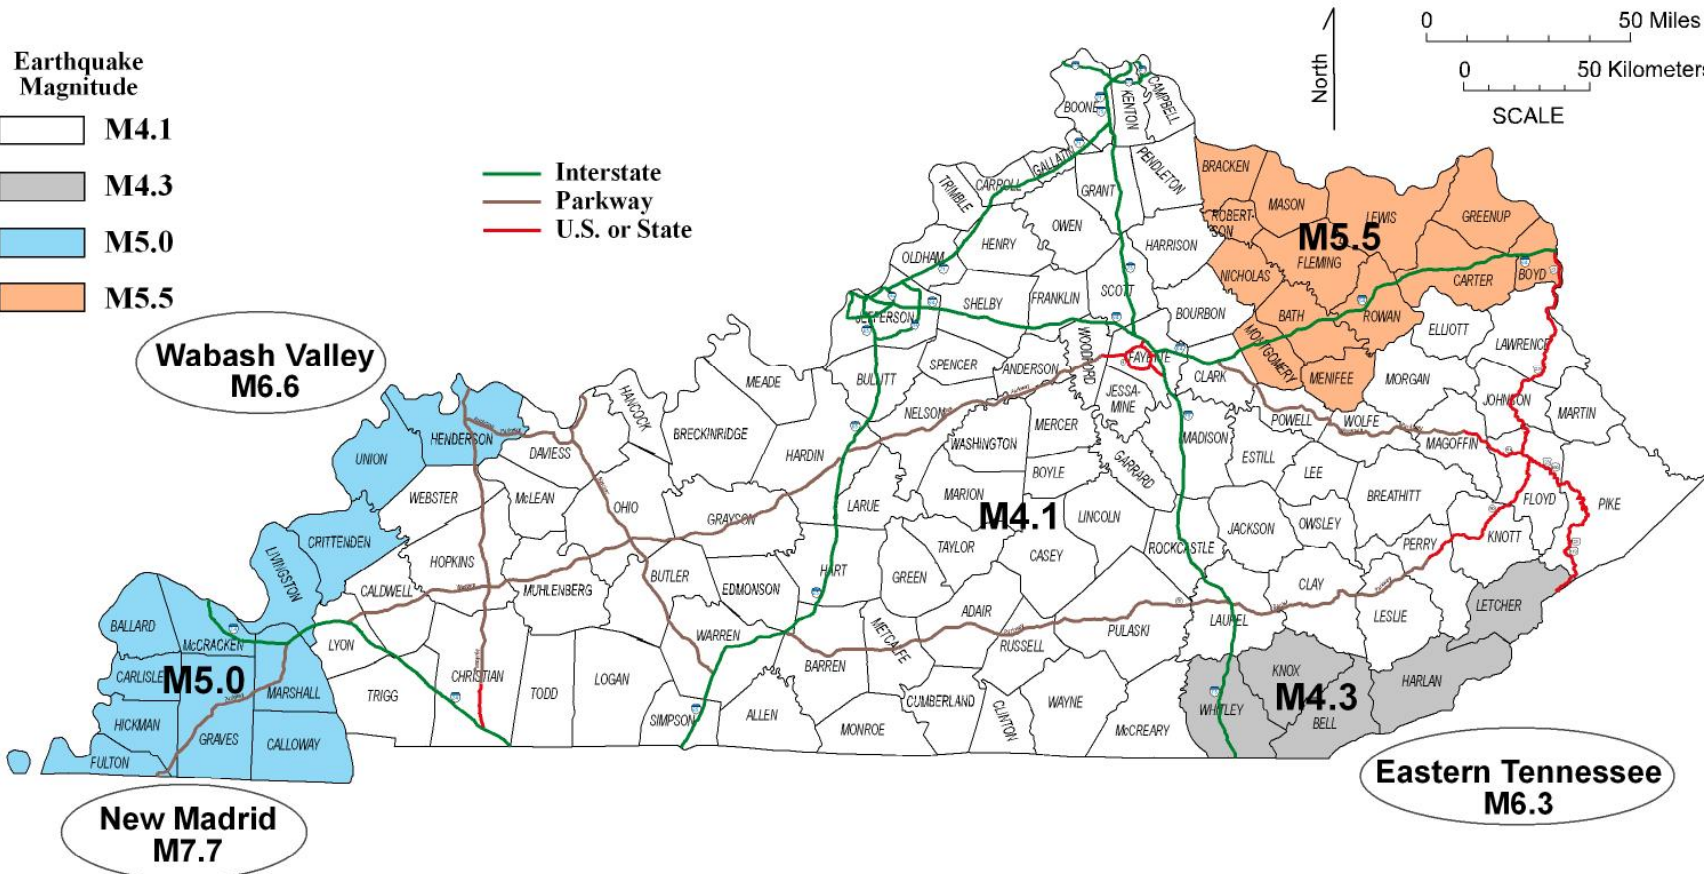 Earthquake
Magnitude
M4.1
M4.3
M5.0
M5.5
Interstate
Parkway
U.S. or State
North
0 50 Miles
0 50 Kilometers
SCALE
Wabash Valley
M6.6
New Madrid
M7.7
Eastern Tennessee
M6.3
M5.5
M4.1
M5.0
M4.3
BOONE
KENTON
CAMPBELL
GALLATIN
CARROLL
TRIMBLE
GRANT
PENDLETON
BRACKEN
MASON
ROBERT-
SON
LEWIS
GREENUP
OWEN
HENRY
HARRISON
FLEMING
NICHOLAS
CARTER
BOYD
OLDHAM
JEFFERSON
SHELBY
FRANKLIN
SCOTT
BOURBON
BATH
ROWAN
ELLIOTT
LAWRENCE
MONTGOMERY
MENIFEE
MORGAN
WOODFORD
FAYETTE
CLARK
SPENCER
ANDERSON
BULLITT
MEADE
HANCOCK
BRECKINRIDGE
NELSON
JESSA-
MINE
MERCER
WASHINGTON
MADISON
POWELL
WOLFE
MAGOFFIN
JOHNSON
MARTIN
HENDERSON
UNION
DAVIESS
HARDIN
BOYLE
GARRARD
ESTILL
LEE
BREATHITT
FLOYD
PIKE
WEBSTER
McLEAN
OHIO
GRAYSON
LARUE
MARION
LINCOLN
JACKSON
OWSLEY
PERRY
KNOTT
CRITTENDEN
LIVINGSTON
HOPKINS
CALDWELL
MUHLENBERG
BUTLER
EDMONSON
HART
GREEN
TAYLOR
CASEY
ROCKCASTLE
CLAY
LESLIE
LETCHER
BALLARD
McCRACKEN
LYON
CARLISLE
MARSHALL
HICKMAN
GRAVES
CALLOWAY
FULTON
TRIGG
CHRISTIAN
TODD
LOGAN
WARREN
SIMPSON
ALLEN
BARREN
METCALFE
ADAIR
RUSSELL
PULASKI
LAUREL
MONROE
CUMBERLAND
CLINTON
WAYNE
McCREARY
WHITLEY
KNOX
BELL
HARLAN